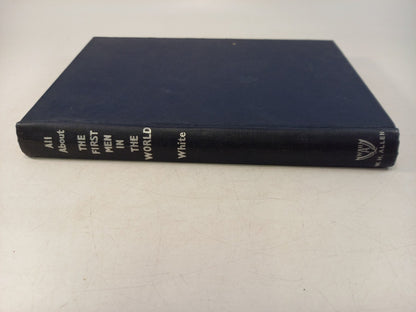 All
About
THE
FIRST
MEN
IN
THE
WORLD
White
W.H.ALLEN